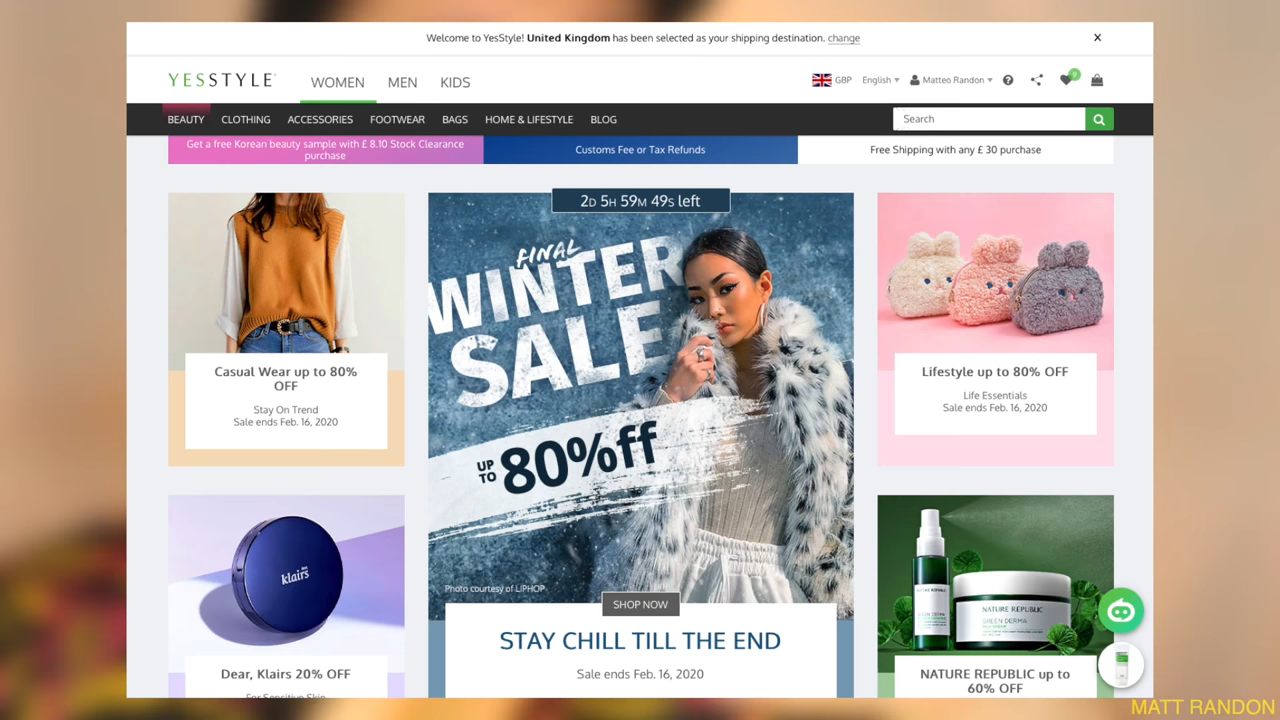 Welcome to YesStyle! United Kingdom has been selected as your shipping destination. change
YESSTYLE
WOMEN
MEN
KIDS
GBP
English
Matteo Randon
BEAUTY
CLOTHING
ACCESSORIES
FOOTWEAR
BAGS
HOME & LIFESTYLE
BLOG
Search
Get a free Korean beauty sample with £ 8.10 Stock Clearance
purchase
Customs Fee or Tax Refunds
Free Shipping with any £ 30 purchase
Casual Wear up to 80%
OFF
Stay On Trend
Sale ends Feb. 16, 2020
2D 5H 59M 49S left
FINAL
WINTER
SALE
UP
TO
80%ff
Photo courtesy of LIPHOP
SHOP NOW
STAY CHILL TILL THE END
Sale ends Feb. 16, 2020
Lifestyle up to 80% OFF
Life Essentials
Sale ends Feb. 16, 2020
klairs
Dear, Klairs 20% OFF
For Sensitive Skin
NATURE REPUBLIC
GREEN DERMA
NATURE REPUBLIC up to
60% OFF
MATT RANDON